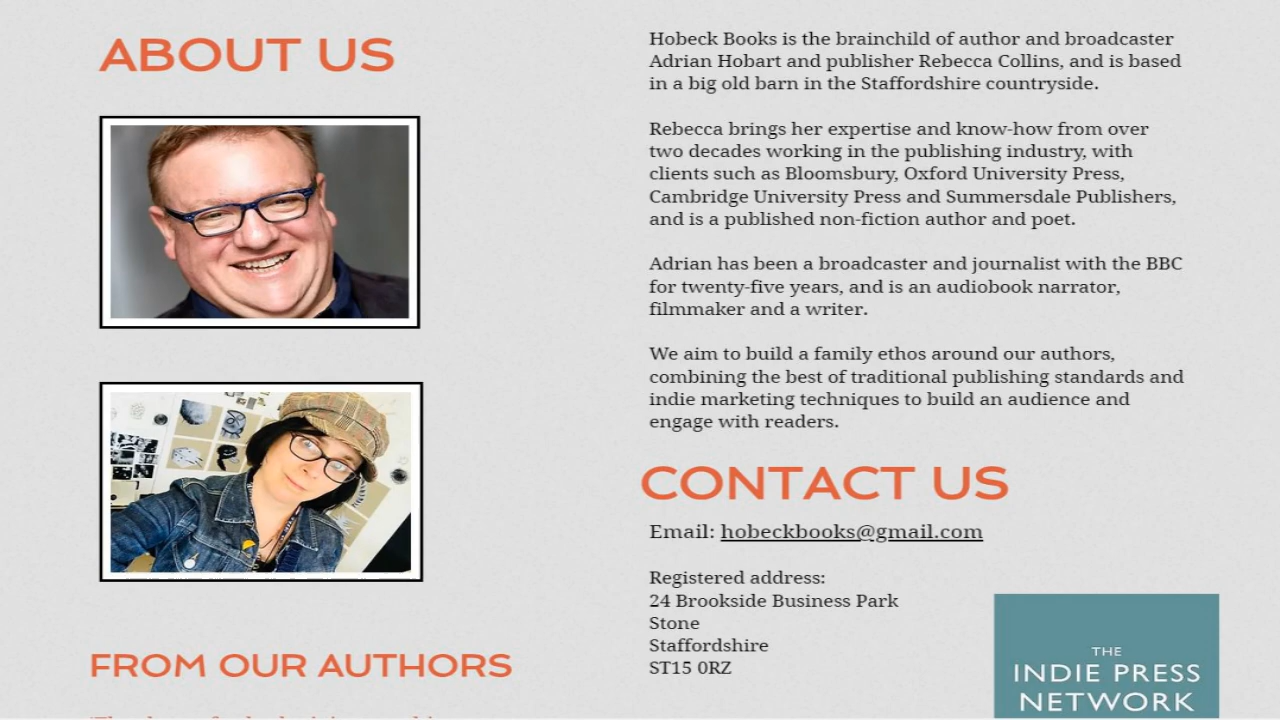 ABOUT US
Hobeck Books is the brainchild of author and broadcaster
Adrian Hobart and publisher Rebecca Collins, and is based
in a big old barn in the Staffordshire countryside.
Rebecca brings her expertise and know-how from over
two decades working in the publishing industry, with
clients such as Bloomsbury, Oxford University Press,
Cambridge University Press and Summersdale Publishers,
and is a published non-fiction author and poet.
Adrian has been a broadcaster and journalist with the BBC
for twenty-five years, and is an audiobook narrator,
filmmaker and a writer.
We aim to build a family ethos around our authors,
combining the best of traditional publishing standards and
indie marketing techniques to build an audience and
engage with readers.
CONTACT US
Email: hobeckbooks@gmail.com
Registered address:
24 Brookside Business Park
Stone
Staffordshire
ST15 0RZ
THE
INDIE PRESS
NETWORK
FROM OUR AUTHORS